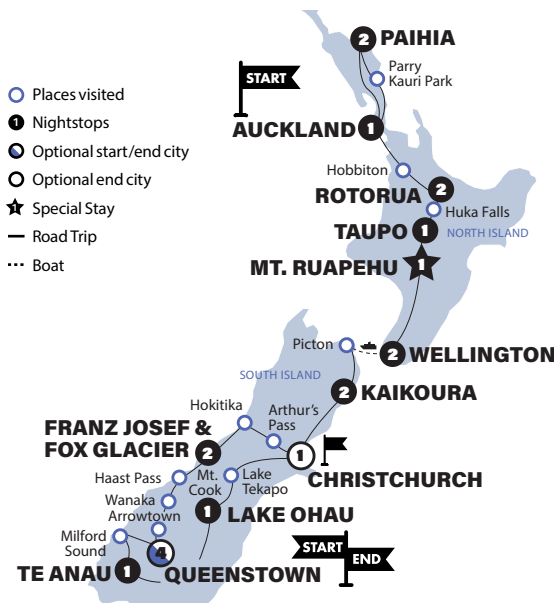 2 PAIHIA
Parry
Kauri Park
START
AUCKLAND 1
Places visited
1 Nightstops
Optional start/end city
Optional end city
1 Special Stay
Road Trip
Boat
Hobbiton
ROTORUA 2
Huka Falls
TAUPO 1
NORTH ISLAND
MT. RUAPEHU 1
Picton
2 WELLINGTON
SOUTH ISLAND
2 KAIKOURA
Hokitika
Arthur's
Pass
FRANZ JOSEF &
FOX GLACIER 2
1
CHRISTCHURCH
Haast Pass
Mt.
Cook
Lake
Tekapo
Wanaka
Arrowtown
1 LAKE OHAU
Milford
Sound
4
START
END
TE ANAU 1
QUEENSTOWN